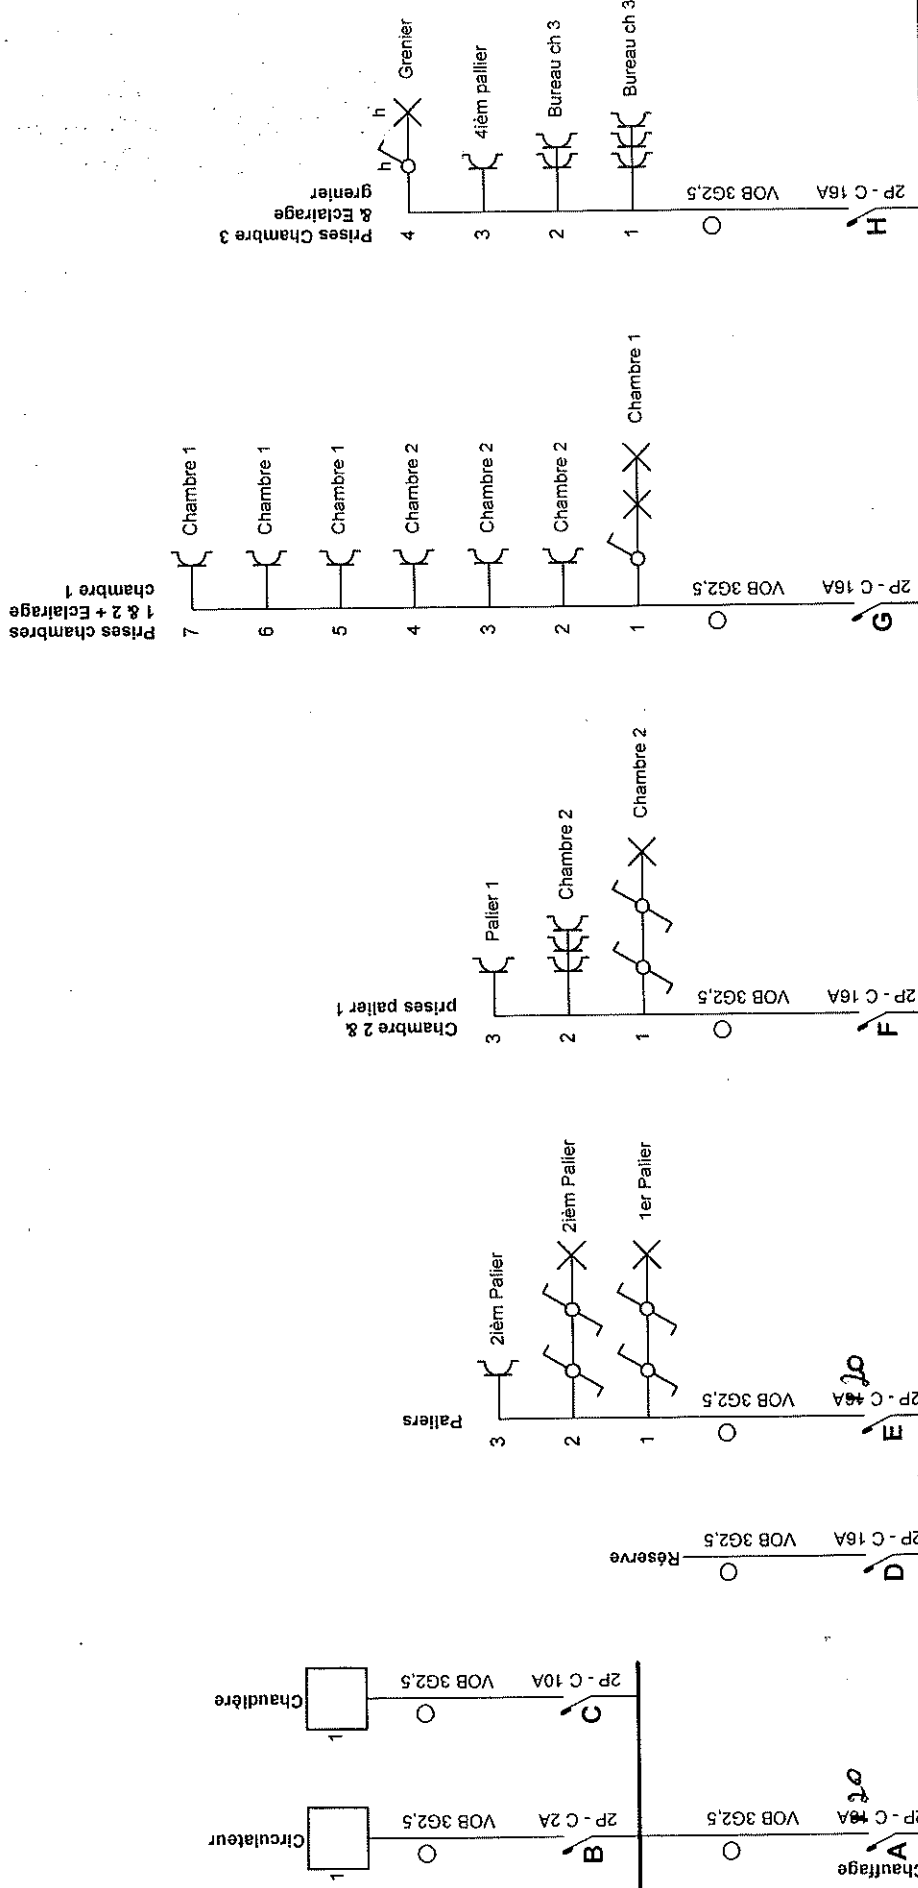 Grenier
h
h
4ièm pallier
Bureau ch 3
Bureau ch 3
Prises Chambre 3
& Eclairage
grenier
4
3
2
1
VOB 3G2,5
2P - C 16A
H
Chambre 1
Chambre 1
Chambre 1
Chambre 2
Chambre 2
Chambre 2
Chambre 1
Prises chambres
1 & 2 + Eclairage
chambre 1
7
6
5
4
3
2
1
VOB 3G2,5
2P - C 16A
G
Palier 1
Chambre 2
Chambre 2
Chambre 2 &
prises palier 1
3
2
1
VOB 3G2,5
2P - C 16A
F
2ièm Palier
2ièm Palier
1er Palier
Paliers
3
2
1
VOB 3G2,5
2P - C 16A 20
E
Réserve
VOB 3G2,5
2P - C 16A
D
Chaudière
1
VOB 3G2,5
2P - C 10A
C
Circulateur
1
VOB 3G2,5
2P - C 2A
B
VOB 3G2,5
2P - C 16A 20
A
Chauffage